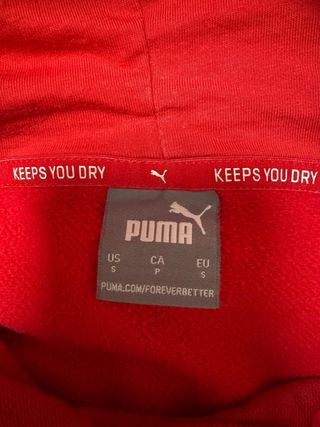 KEEPS YOU DRY KEEPS YOU DRY
PUMA
US CA EU
S P S
PUMA.COM/FOREVERBETTER